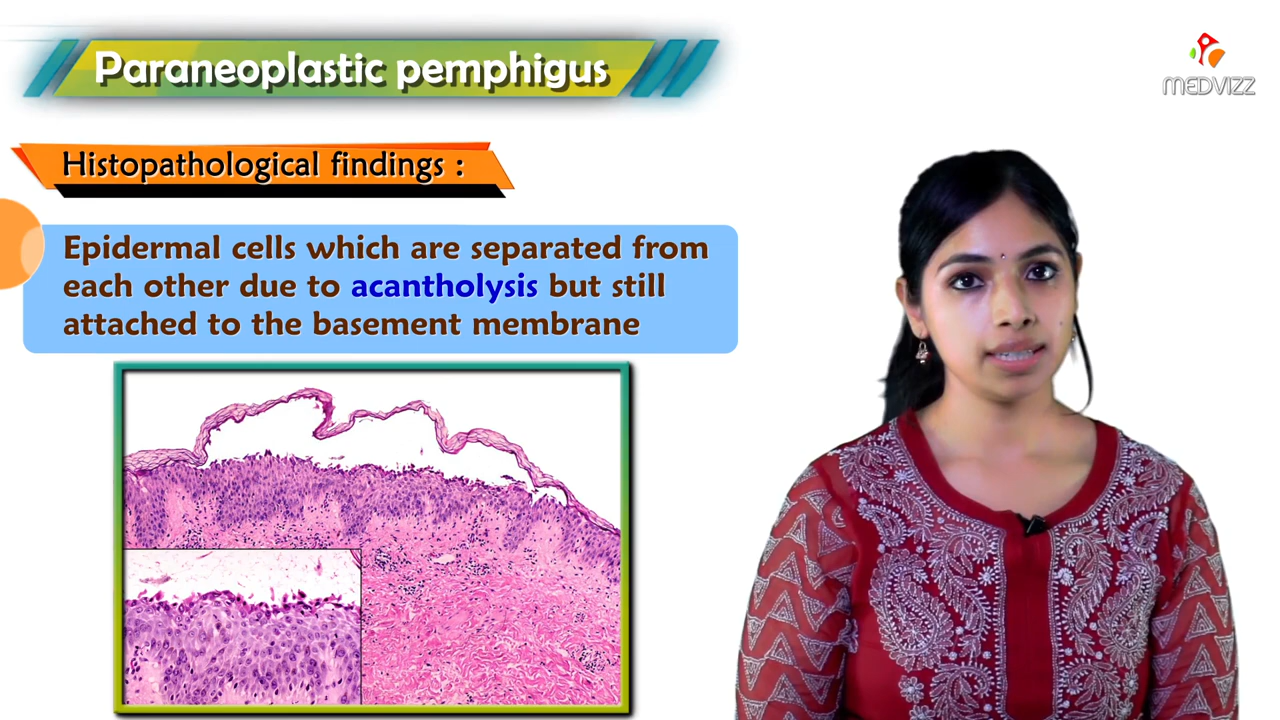 Paraneoplastic pemphigus
MEDVIZZ
Histopathological findings :
Epidermal cells which are separated from
each other due to acantholysis but still
attached to the basement membrane